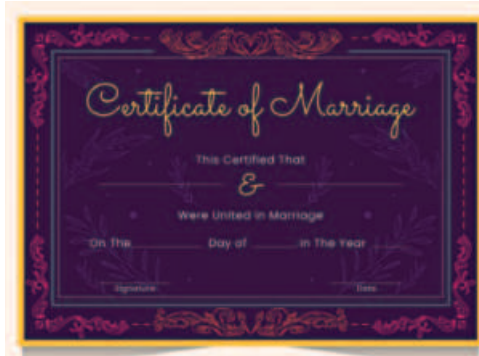 Certificate of Marriage
This Certified That
&
Were United in Marriage
On The Day of In The Year
Signature Date